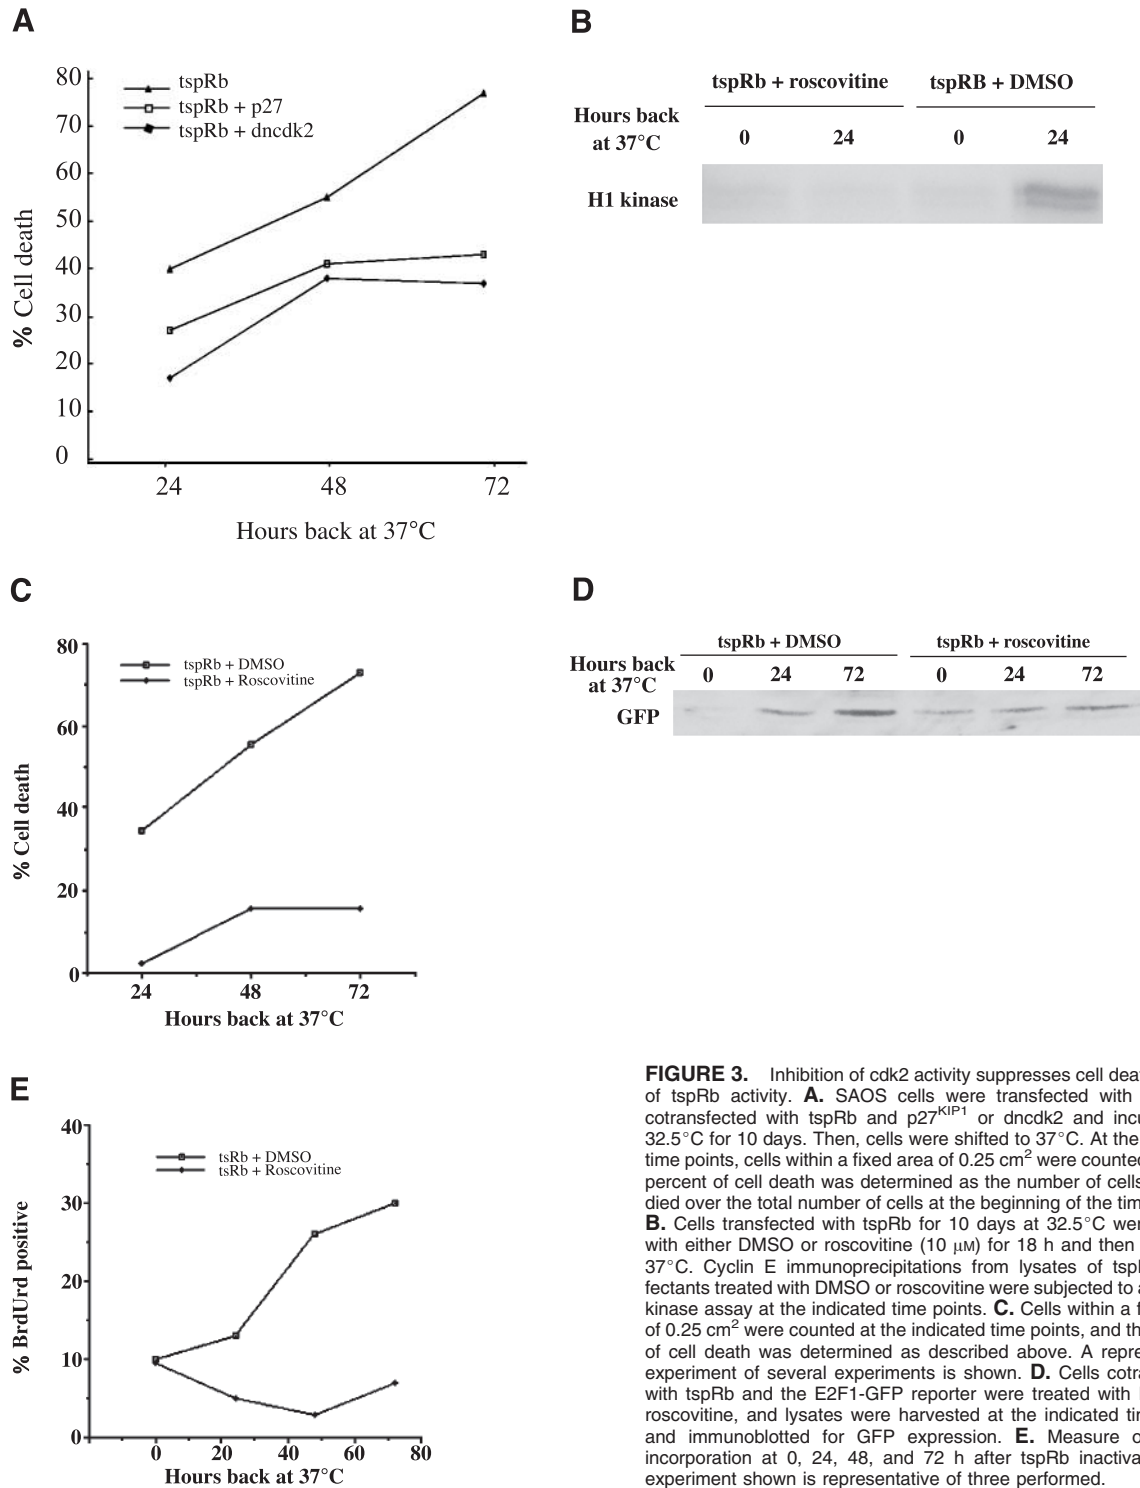 A
80
70
60
50
40
30
20
10
0
% Cell death
tspRb
tspRb + p27
tspRb + dncdk2
24 48 72
Hours back at 37°C
B
tspRb + roscovitine tspRB + DMSO
Hours back
at 37°C
0 24 0 24
H1 kinase
C
80
60
40
20
0
% Cell death
tspRb + DMSO
tspRb + Roscovitine
24 48 72
Hours back at 37°C
D
tspRb + DMSO tspRb + roscovitine
Hours back
at 37°C
0 24 72 0 24 72
GFP
E
40
30
20
10
0
% BrdUrd positive
tsRb + DMSO
tsRb + Roscovitine
0 20 40 60 80
Hours back at 37°C
FIGURE 3. Inhibition of cdk2 activity suppresses cell deat
of tspRb activity. A. SAOS cells were transfected with
cotransfected with tspRb and p27KIP1 or dncdk2 and incu
32.5°C for 10 days. Then, cells were shifted to 37°C. At the
time points, cells within a fixed area of 0.25 cm2 were counted
percent of cell death was determined as the number of cells
died over the total number of cells at the beginning of the tim
B. Cells transfected with tspRb for 10 days at 32.5°C wer
with either DMSO or roscovitine (10 μM) for 18 h and then
37°C. Cyclin E immunoprecipitations from lysates of tspl
fectants treated with DMSO or roscovitine were subjected to a
kinase assay at the indicated time points. C. Cells within a f
of 0.25 cm2 were counted at the indicated time points, and th
of cell death was determined as described above. A repre
experiment of several experiments is shown. D. Cells cotra
with tspRb and the E2F1-GFP reporter were treated with
roscovitine, and lysates were harvested at the indicated ti
and immunoblotted for GFP expression. E. Measure o
incorporation at 0, 24, 48, and 72 h after tspRb inactiva
experiment shown is representative of three performed.